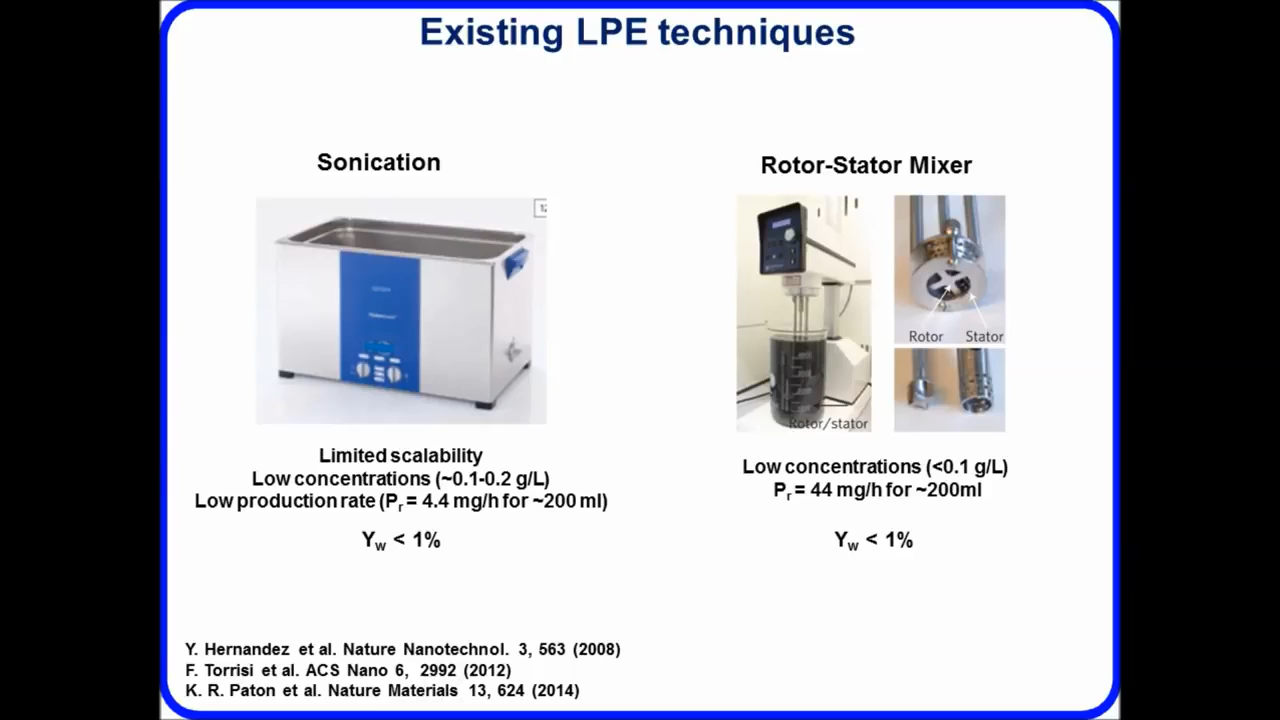 Existing LPE techniques
Sonication
Limited scalability
Low concentrations (~0.1-0.2 g/L)
Low production rate (Pr = 4.4 mg/h for ~200 ml)
Yw < 1%
Rotor-Stator Mixer
Rotor Stator
Rotor/stator
Low concentrations (<0.1 g/L)
Pr = 44 mg/h for ~200ml
Yw < 1%
Y. Hernandez et al. Nature Nanotechnol. 3, 563 (2008)
F. Torrisi et al. ACS Nano 6, 2992 (2012)
K. R. Paton et al. Nature Materials 13, 624 (2014)